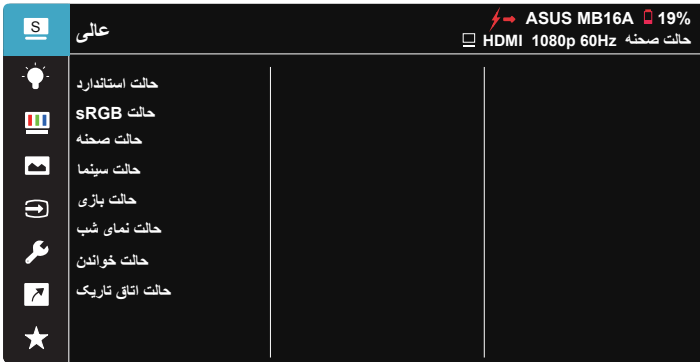 S
عالی
ASUS MB16A 19%
حالت صحنه HDMI 1080p 60Hz
حالت استاندارد
حالت sRGB
حالت صحنه
حالت سینما
حالت بازی
حالت نمای شب
حالت خواندن
حالت اتاق تاریک